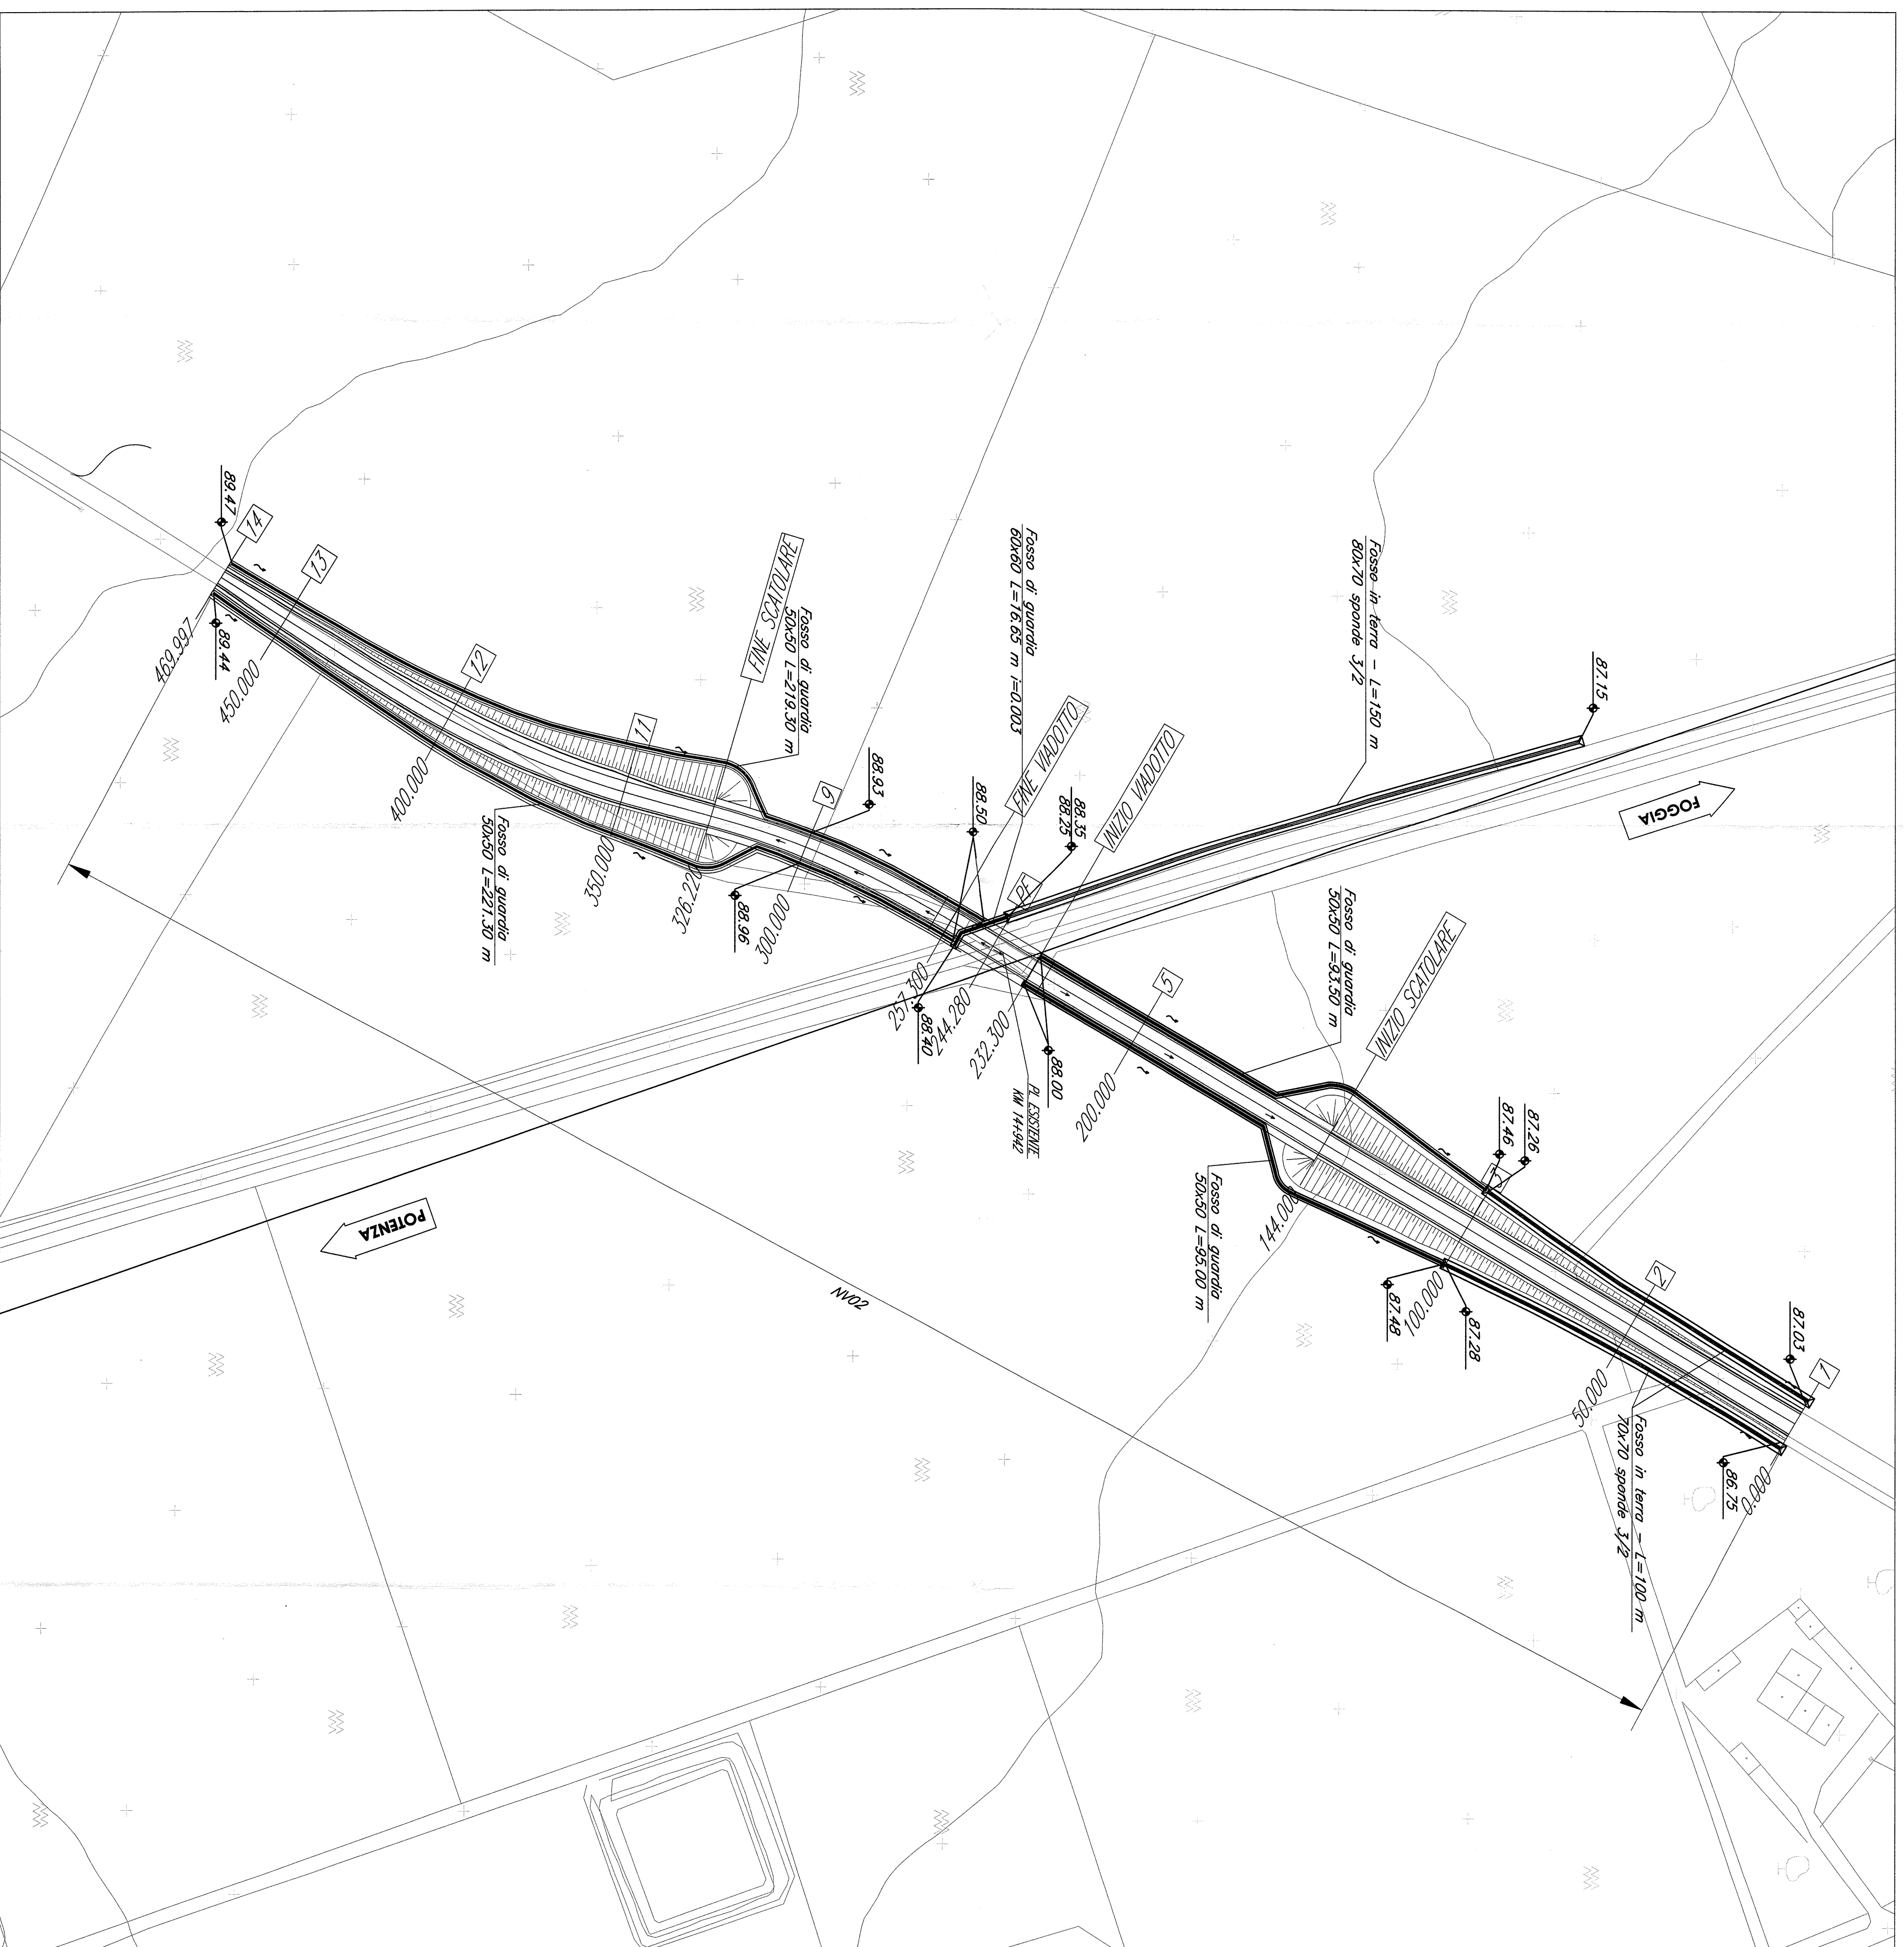 89.47
14
13
469.997
450.000
89.44
12
400.000
FINE SCATOLARE
Fosso di guardia
50x50 L=219.30 m
11
350.000
326.220
Fosso di guardia
50x50 L=221.30 m
6
88.93
300.000
88.96
88.50
Fosso di guardia
60x60 L=16.65 m i=0.003
FINE VIADOTTO
88.35
88.25
PF
INIZIO VIADOTTO
257.300
244.280
232.300
88.40
88.00
PL ESISTENTE
KM 14+942
Fosso in terra - L=150 m
80x70 sponde 3/2
87.15
FOGGIA
POTENZA
NV02
5
200.000
Fosso di guardia
50x50 L=93.50 m
INIZIO SCATOLARE
144.000
Fosso di guardia
50x50 L=95.00 m
87.26
87.46
100.000
87.48
87.28
2
50.000
87.03
1
0.000
86.75
Fosso in terra - L=100 m
70x70 sponde 3/2